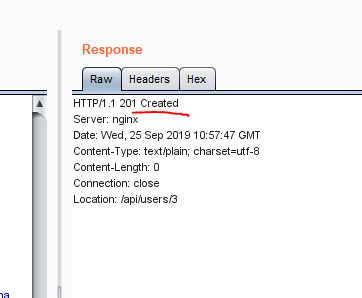 Response
Raw
Headers
Hex
HTTP/1.1 201 Created
Server: nginx
Date: Wed, 25 Sep 2019 10:57:47 GMT
Content-Type: text/plain; charset=utf-8
Content-Length: 0
Connection: close
Location: /api/users/3